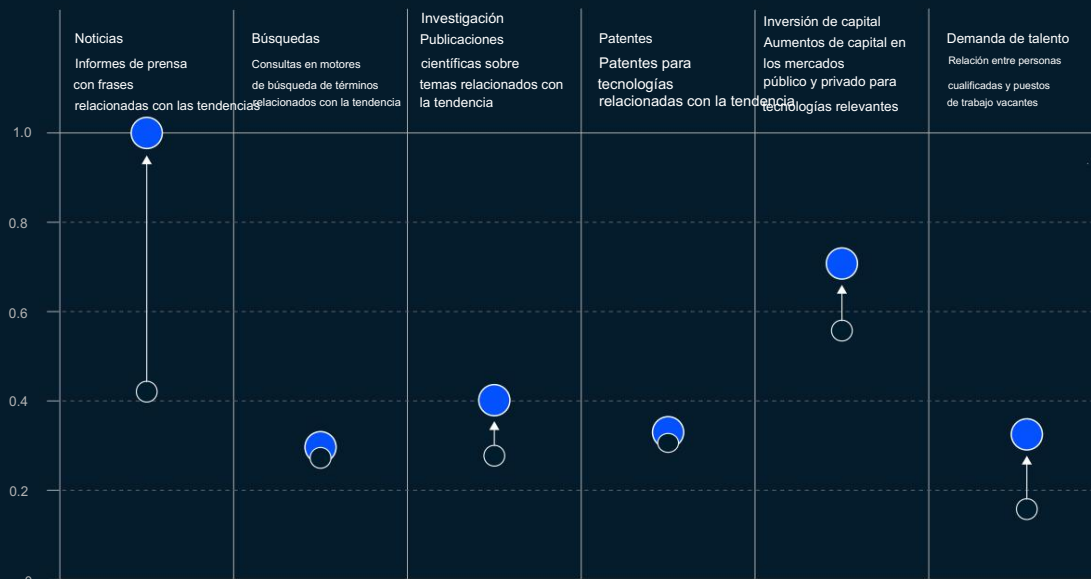 Noticias
Informes de prensa
con frases
relacionadas con las tendencias
Búsquedas
Consultas en motores
de búsqueda de términos
relacionados con la tendencia
Investigación
Publicaciones
científicas sobre
temas relacionados con
la tendencia
Patentes
Patentes para
tecnologías
relacionadas con la tendencia
Inversión de capital
Aumentos de capital en
los mercados
público y privado para
tecnologías relevantes
Demanda de talento
Relación entre personas
cualificadas y puestos
de trabajo vacantes
1.0
0.8
0.6
0.4
0.2
0